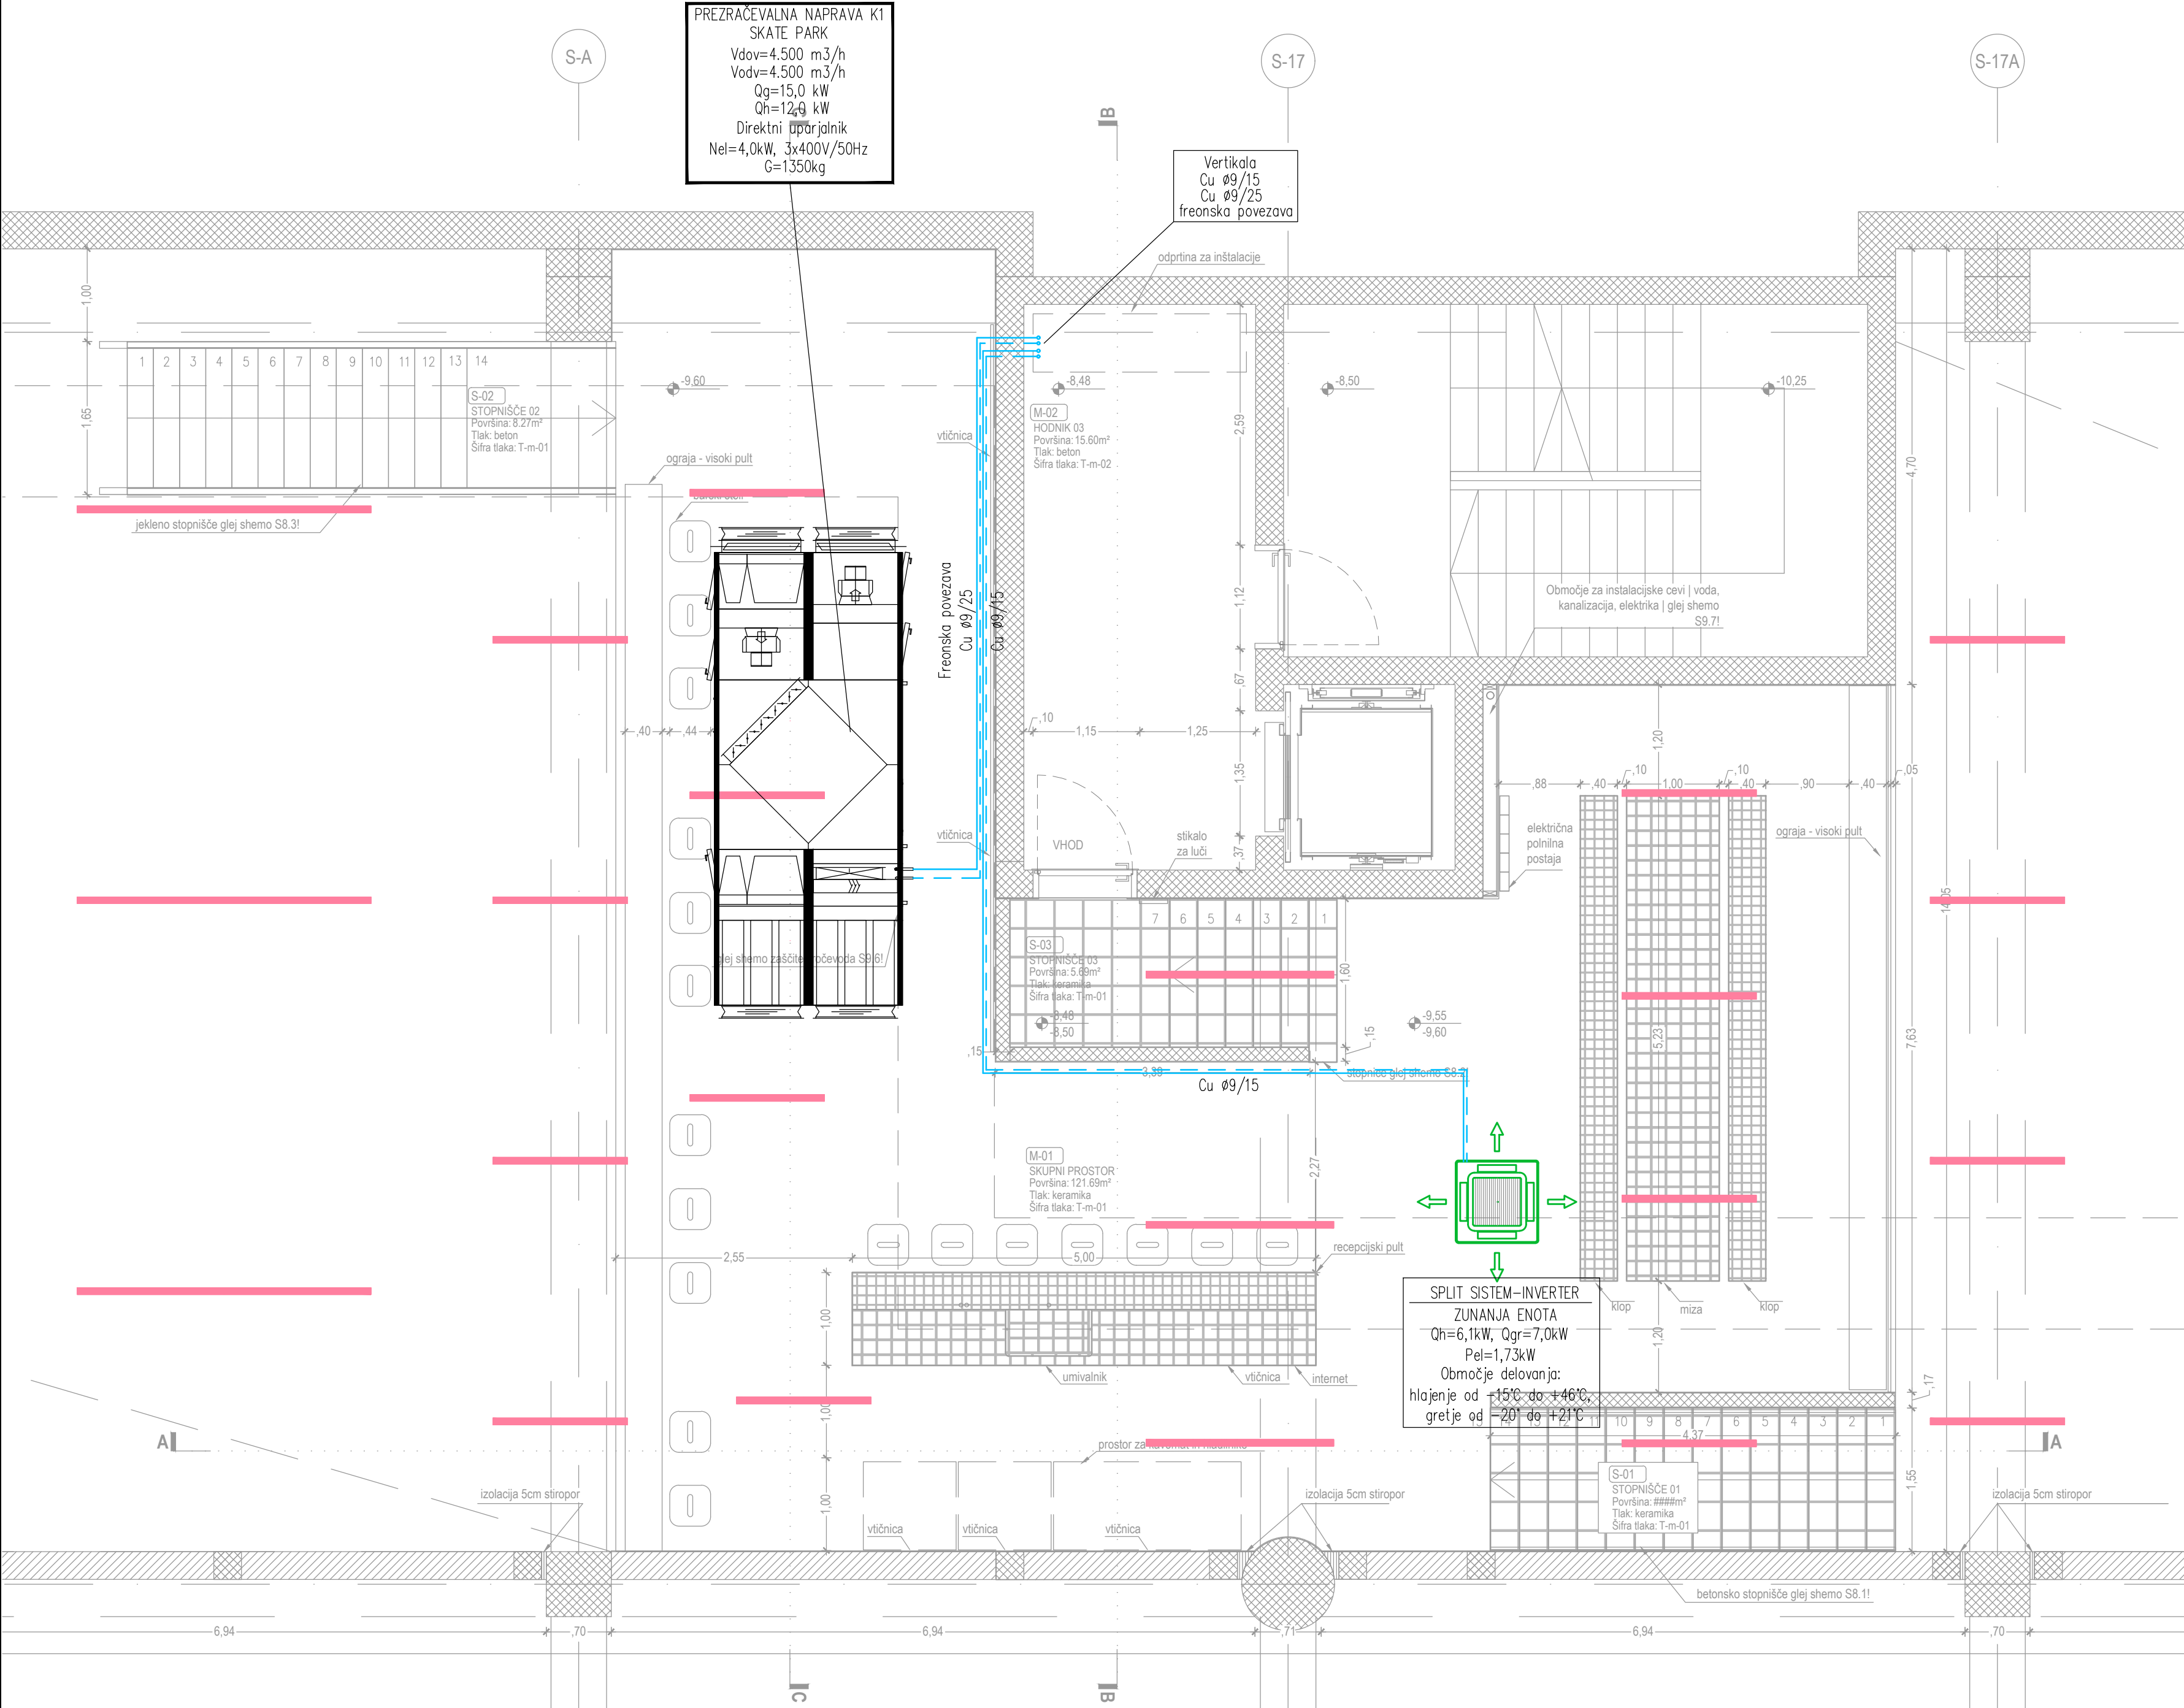 PREZRAČEVALNA NAPRAVA K1
SKATE PARK
Vdov=4.500 m3/h
Vodv=4.500 m3/h
Qg=15,0 kW
Qh=12,0 kW
Direktni uparjalnik
Nel=4,0kW, 3x400V/50Hz
G=1350kg
S-A
S-17
S-17A
C
B
Vertikala
Cu ø9/15
Cu ø9/25
freonska povezava
odprtina za inštalacije
1,00
1,65
1 2 3 4 5 6 7 8 9 10 11 12 13 14
S-02
STOPNIŠČE 02
Površina: 8.27m²
Tlak: beton
Šifra tlaka: T-m-01
-9,60
-8,48
-8,50
-10,25
M-02
HODNIK 03
Površina: 15.60m²
Tlak: beton
Šifra tlaka: T-m-02
2,59
4,70
vtičnica
ograja - visoki pult
jekleno stopnišče glej shemo S8.3!
Freonska povezava
Cu ø9/25
Cu ø9/15
1,12
Območje za instalacijske cevi | voda,
kanalizacija, elektrika | glej shemo
S9.7!
,67
,40
,44
,10
1,15
1,25
1,35
1,20
,88
,40
,10
1,00
,10
,40
,90
,40
,05
vtičnica
VHOD
stikalo
za luči
,37
električna
polnilna
postaja
ograja - visoki pult
14,05
7 6 5 4 3 2 1
S-03
STOPNIŠČE 03
Površina: 5.69m²
Tlak: keramika
Šifra tlaka: T-m-01
glej shemo zaščite ročevoda S9.6!
1,60
-8,48
-8,50
-9,55
-9,60
,15
,15
5,23
7,63
3,39
stopnice glej shemo S8.2!
Cu ø9/15
M-01
SKUPNI PROSTOR
Površina: 121.69m²
Tlak: keramika
Šifra tlaka: T-m-01
2,27
2,55
5,00
recepcijski pult
SPLIT SISTEM-INVERTER
ZUNANJA ENOTA
Qh=6,1kW, Qgr=7,0kW
Pel=1,73kW
Območje delovanja:
hlajenje od -15°C do +46°C,
gretje od -20° do +21°C
klop
miza
klop
1,00
1,20
umivalnik
vtičnica
internet
1,00
,17
10 9 8 7 6 5 4 3 2 1
4,37
A
A
prostor za
S-01
STOPNIŠČE 01
Površina: ####m²
Tlak: keramika
Šifra tlaka: T-m-01
1,55
izolacija 5cm stiropor
izolacija 5cm stiropor
izolacija 5cm stiropor
1,00
vtičnica
vtičnica
vtičnica
betonsko stopnišče glej shemo S8.1!
6,94
,70
6,94
,71
6,94
,70
C
B